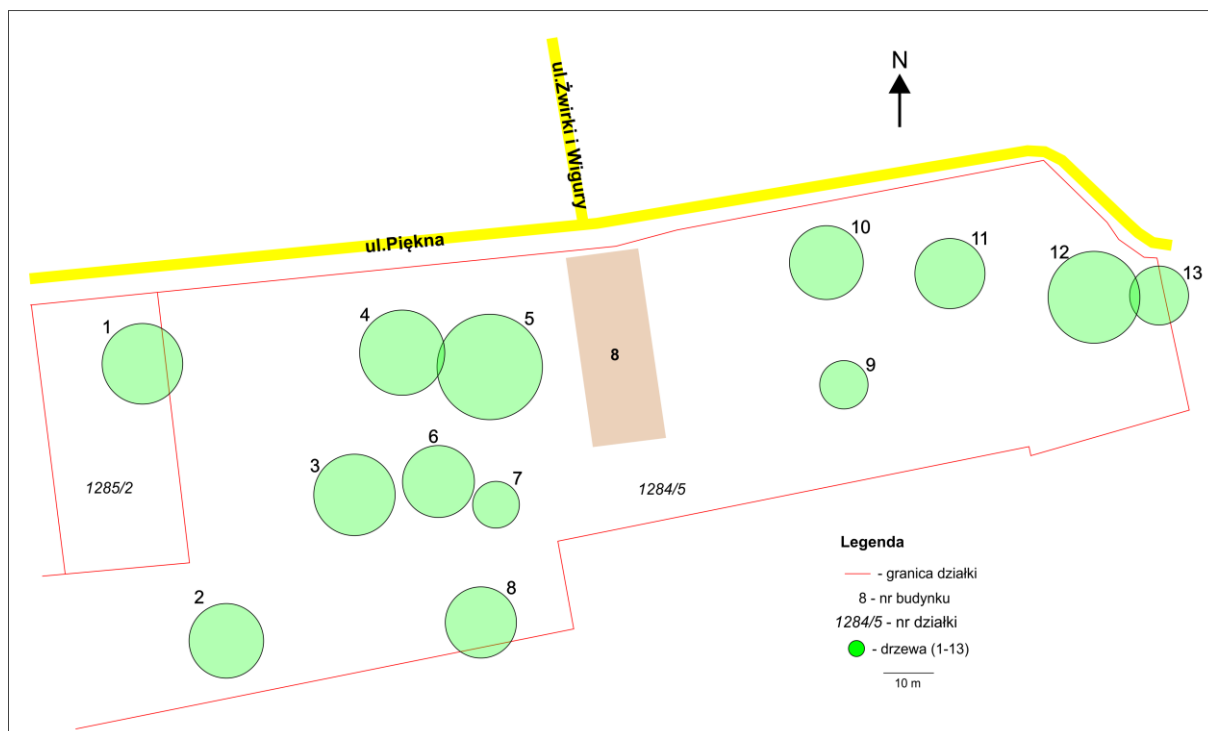 N
ul.Żwirki i Wigury
ul.Piękna
10
11
12
13
1
4
5
8
9
6
3
7
1285/2
1284/5
2
8
Legenda
- granica działki
8 - nr budynku
1284/5 - nr działki
- drzewa (1-13)
10 m